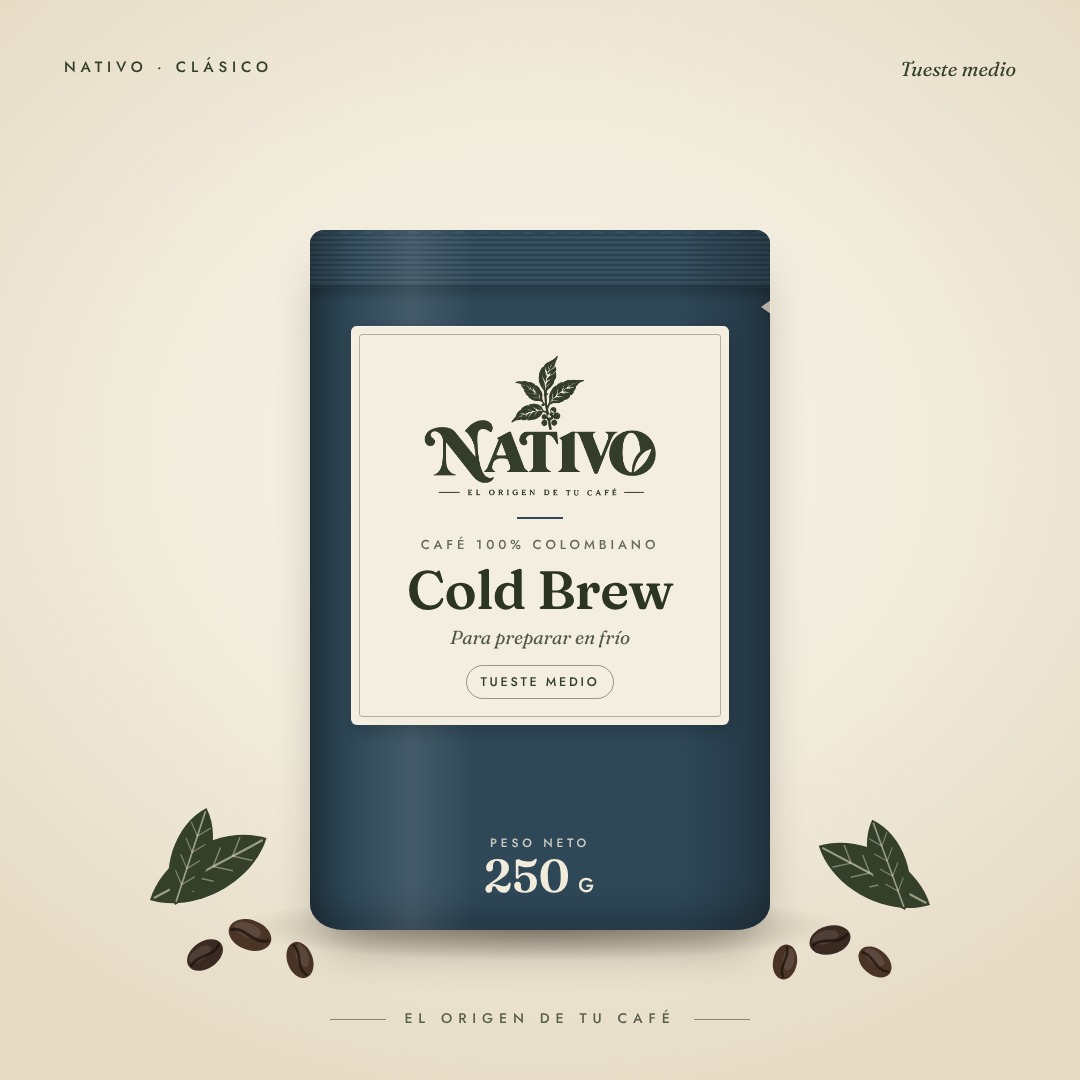 NATIVO · CLÁSICO
Tueste medio
NATIVO
EL ORIGEN DE TU CAFÉ
CAFÉ 100% COLOMBIANO
Cold Brew
Para preparar en frío
TUESTE MEDIO
PESO NETO
250 G
EL ORIGEN DE TU CAFÉ